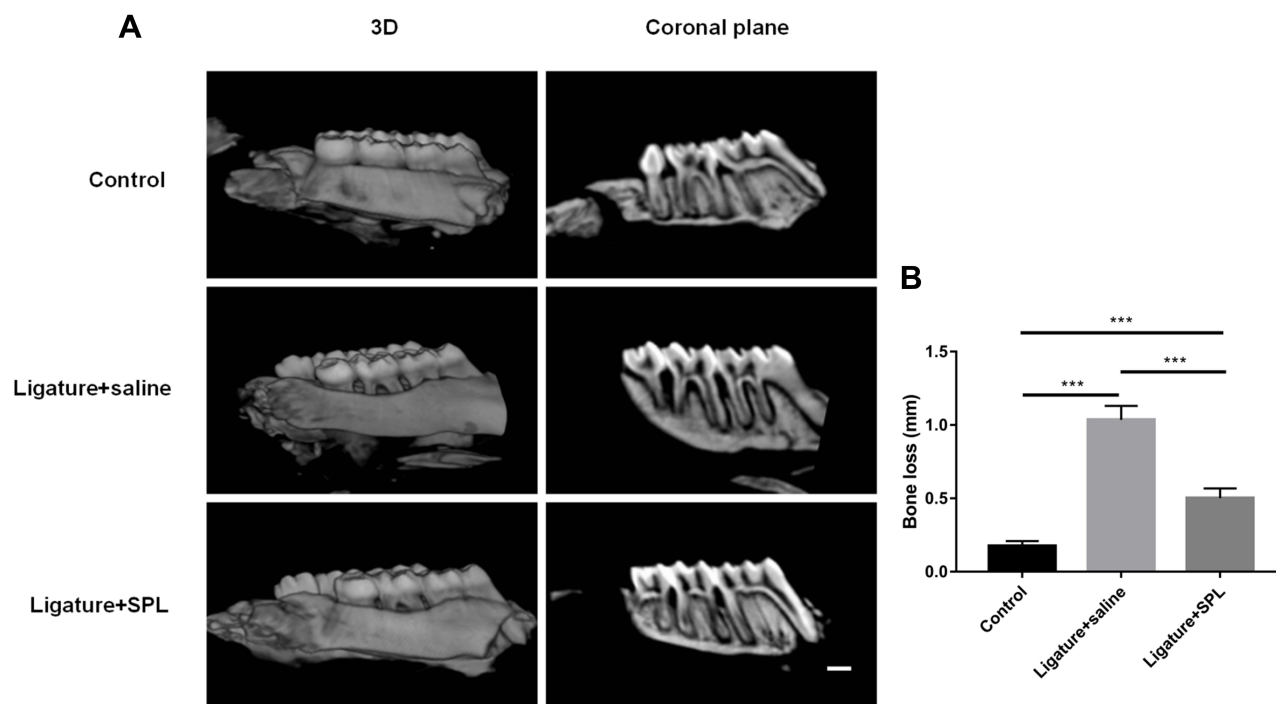 A
3D
Coronal plane
Control
Ligature+saline
Ligature+SPL
B
***
***
***
Bone loss (mm)
1.5
1.0
0.5
0.0
Control
Ligature+saline
Ligature+SPL